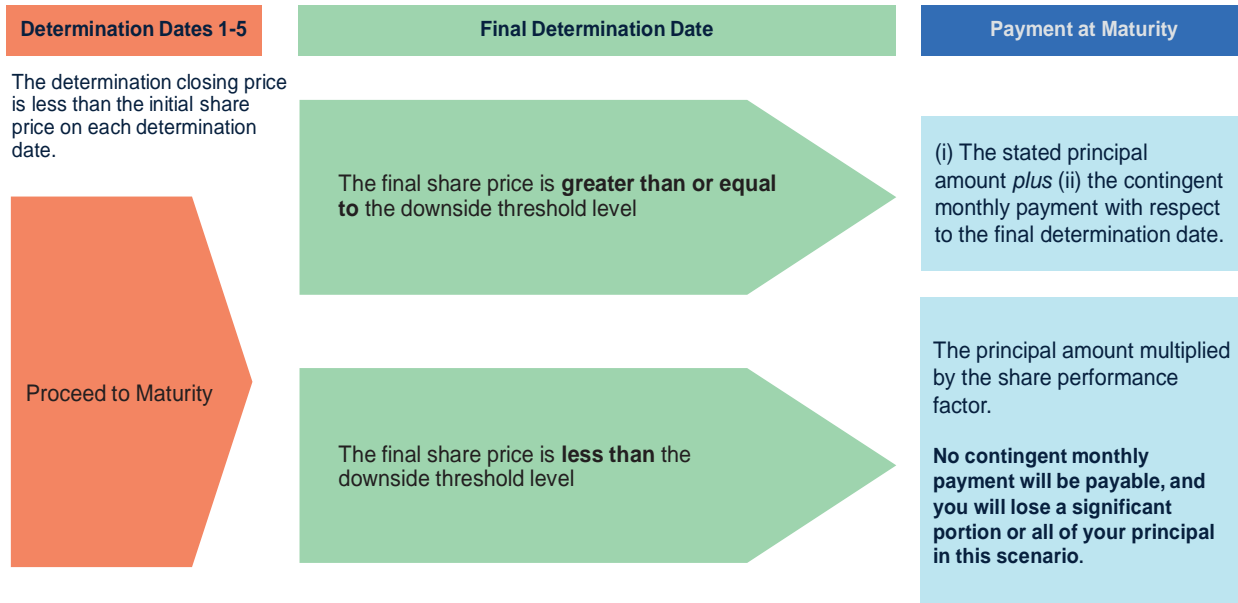 Determination Dates 1-5
Final Determination Date
Payment at Maturity
The determination closing price
is less than the initial share
price on each determination
date.
Proceed to Maturity
The final share price is greater than or equal
to the downside threshold level
(i) The stated principal
amount plus (ii) the contingent
monthly payment with respect
to the final determination date.
The final share price is less than the
downside threshold level
The principal amount multiplied
by the share performance
factor.
No contingent monthly
payment will be payable, and
you will lose a significant
portion or all of your principal
in this scenario.